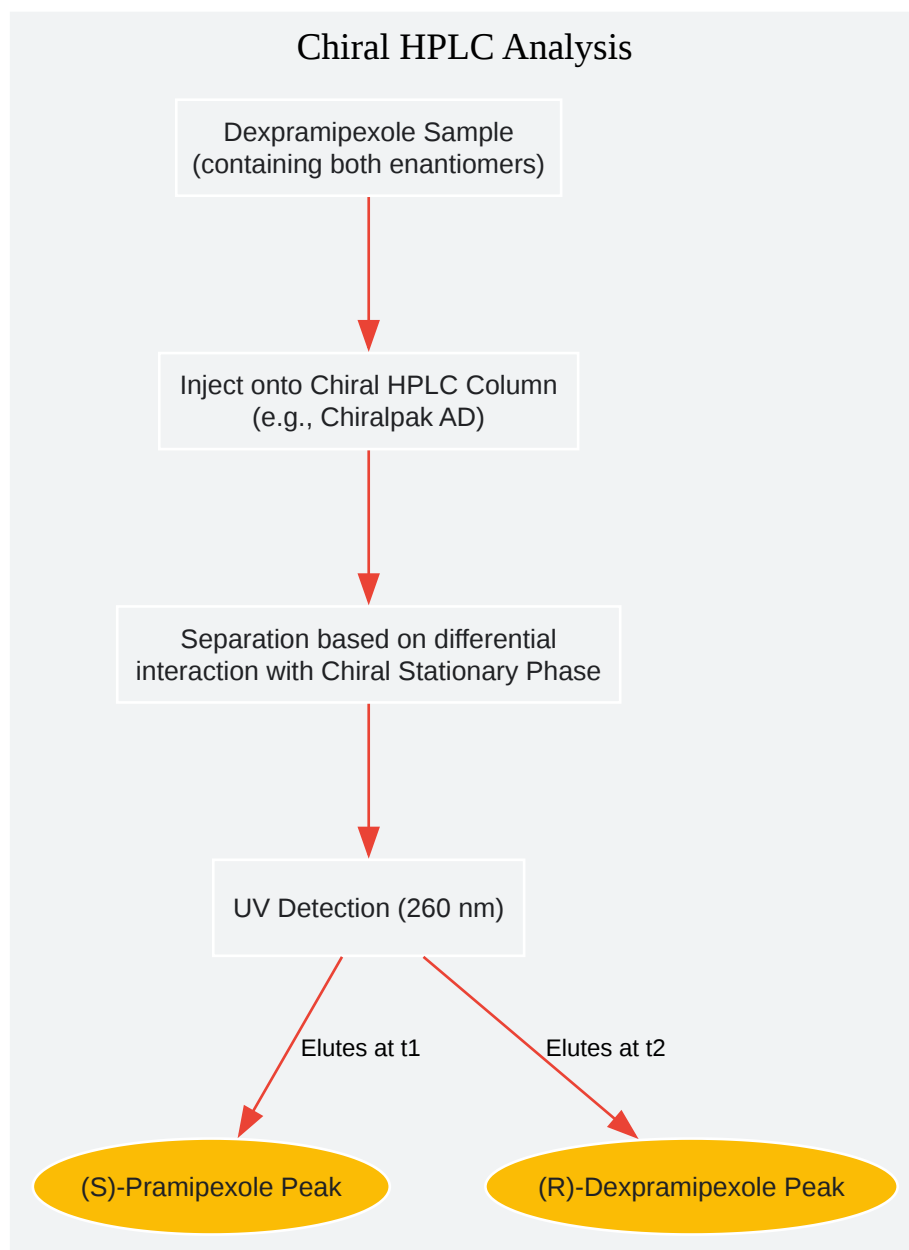 Chiral HPLC Analysis
Dexpramipexole Sample
(containing both enantiomers)
Inject onto Chiral HPLC Column
(e.g., Chiralpak AD)
Separation based on differential
interaction with Chiral Stationary Phase
UV Detection (260 nm)
Elutes at t1
Elutes at t2
(S)-Pramipexole Peak
(R)-Dexpramipexole Peak